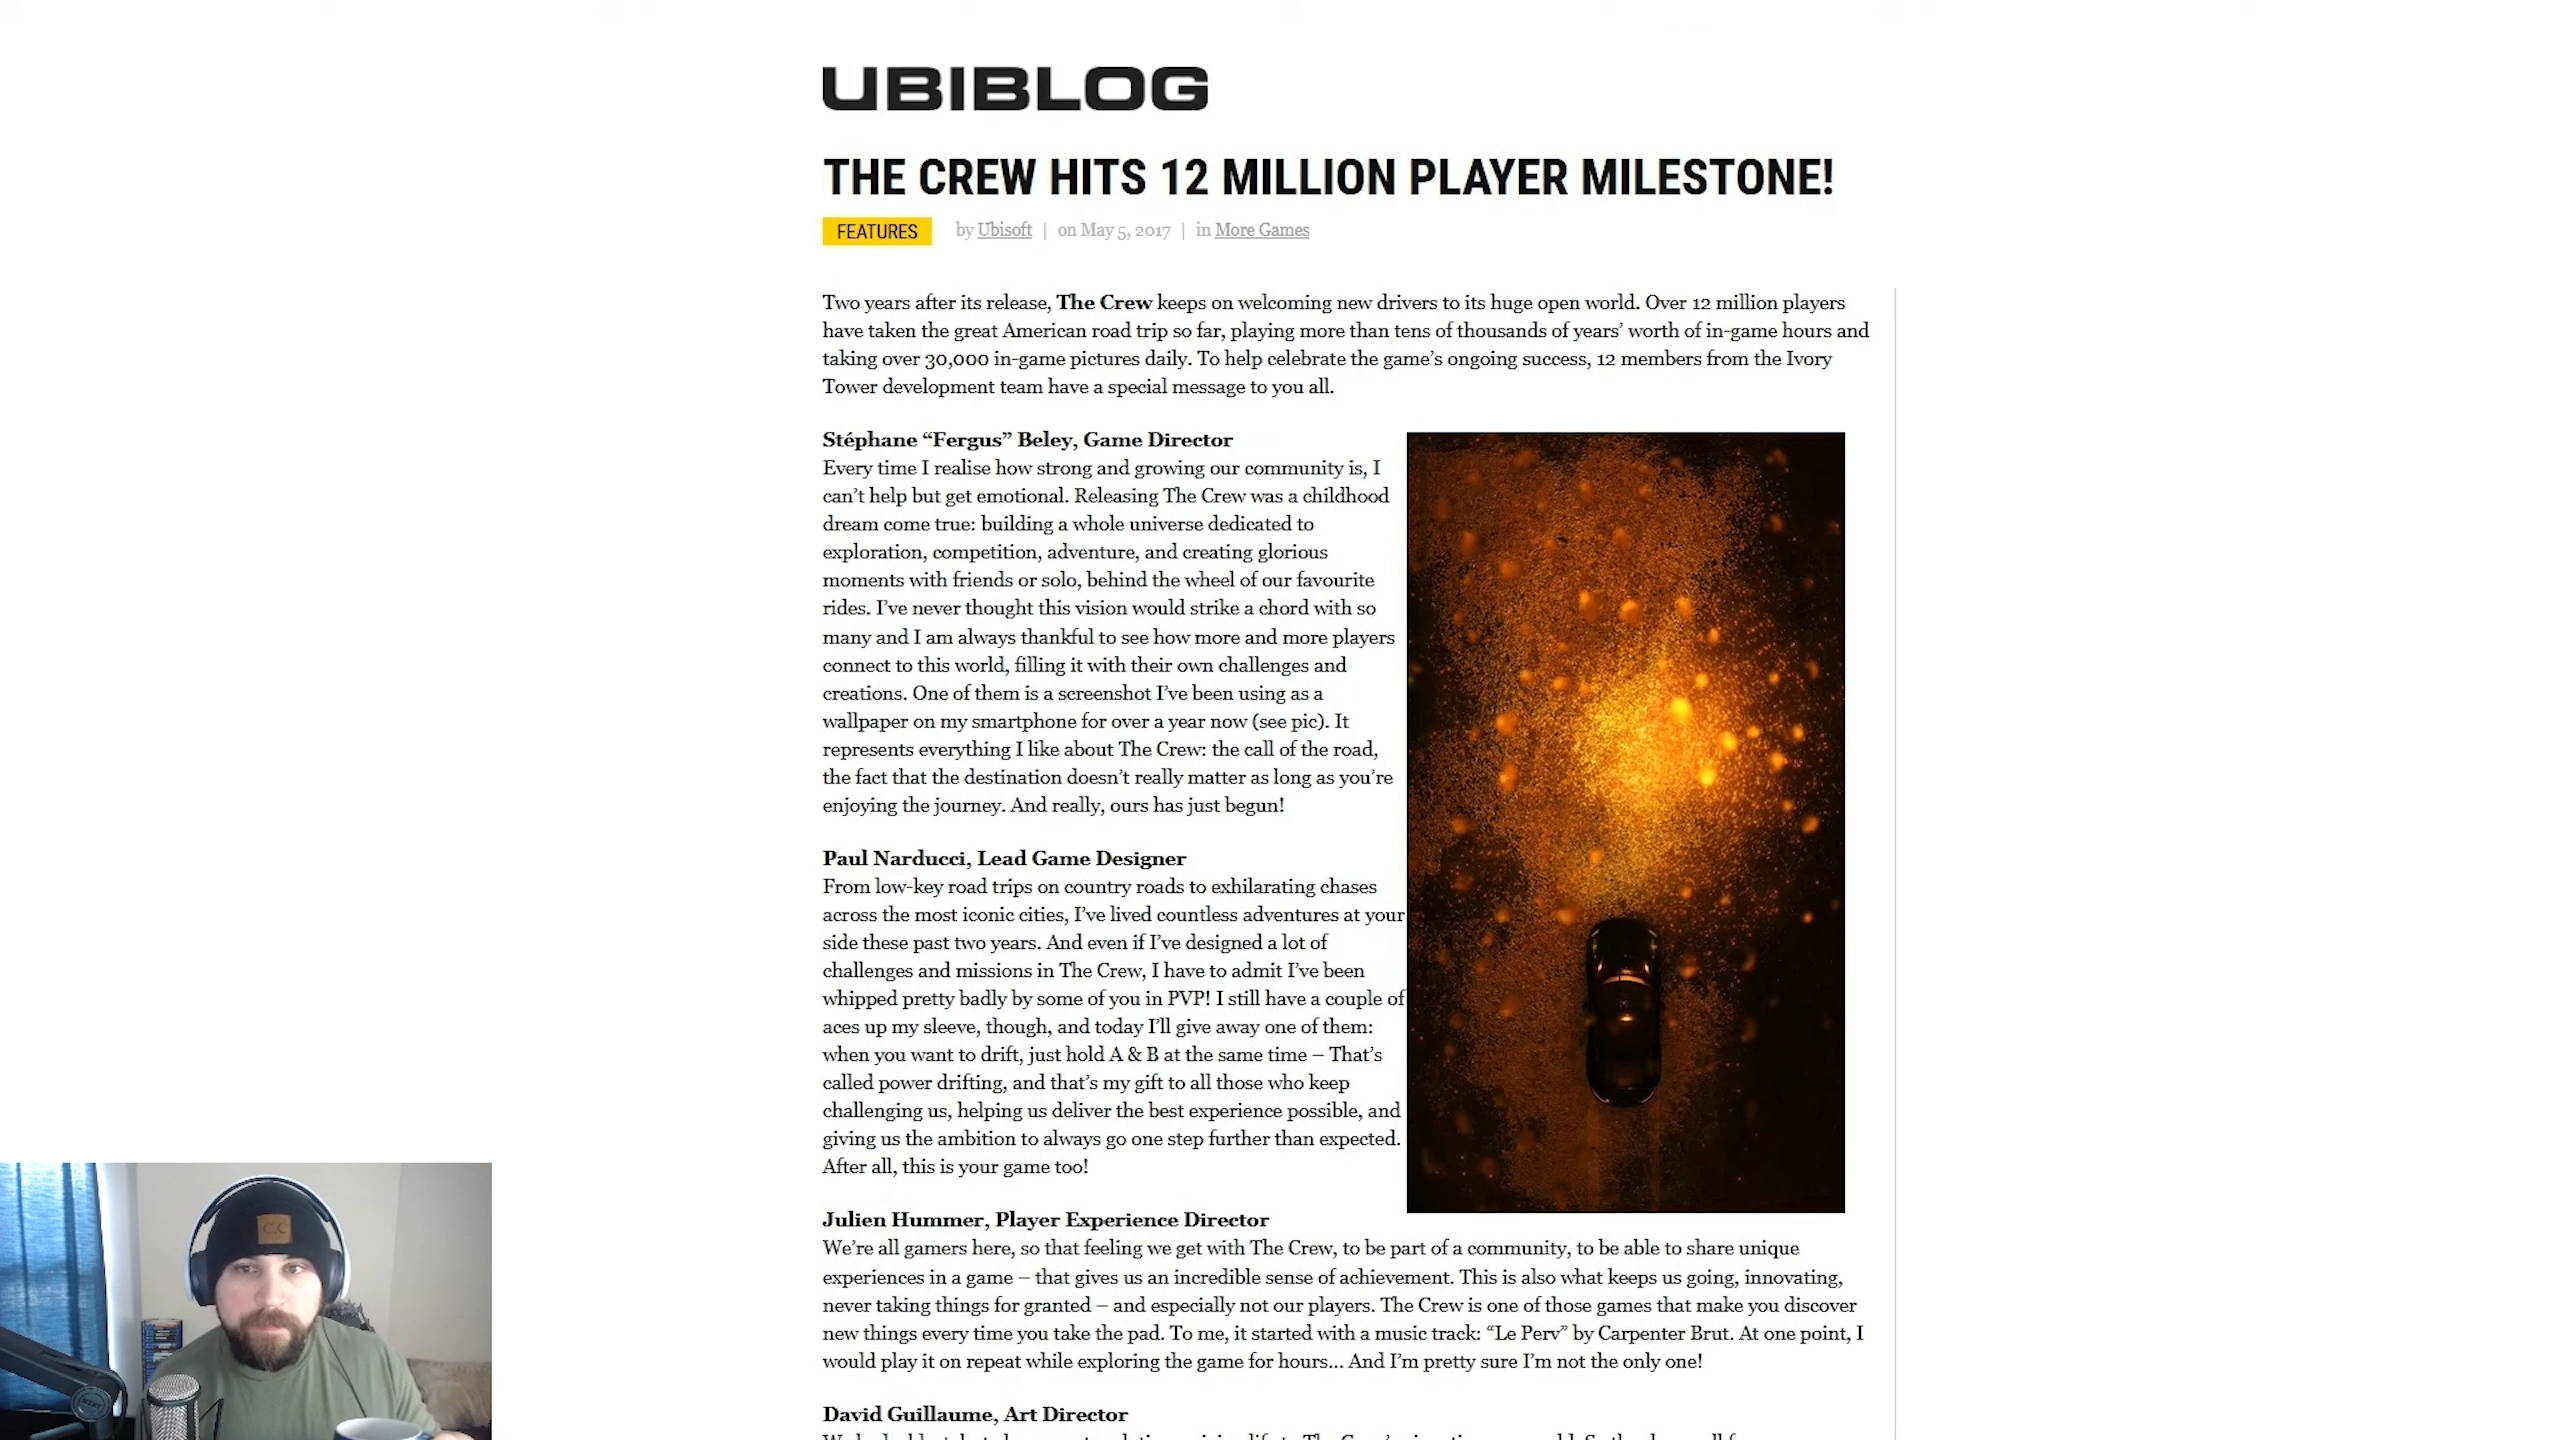 UBIBLOG
THE CREW HITS 12 MILLION PLAYER MILESTONE!
FEATURES by Ubisoft | on May 5, 2017 | in More Games
Two years after its release, The Crew keeps on welcoming new drivers to its huge open world. Over 12 million players
have taken the great American road trip so far, playing more than tens of thousands of years’ worth of in-game hours and
taking over 30,000 in-game pictures daily. To help celebrate the game’s ongoing success, 12 members from the Ivory
Tower development team have a special message to you all.
Stéphane “Fergus” Beley, Game Director
Every time I realise how strong and growing our community is, I
can’t help but get emotional. Releasing The Crew was a childhood
dream come true: building a whole universe dedicated to
exploration, competition, adventure, and creating glorious
moments with friends or solo, behind the wheel of our favourite
rides. I’ve never thought this vision would strike a chord with so
many and I am always thankful to see how more and more players
connect to this world, filling it with their own challenges and
creations. One of them is a screenshot I’ve been using as a
wallpaper on my smartphone for over a year now (see pic). It
represents everything I like about The Crew: the call of the road,
the fact that the destination doesn’t really matter as long as you’re
enjoying the journey. And really, ours has just begun!
Paul Narducci, Lead Game Designer
From low-key road trips on country roads to exhilarating chases
across the most iconic cities, I’ve lived countless adventures at your
side these past two years. And even if I’ve designed a lot of
challenges and missions in The Crew, I have to admit I’ve been
whipped pretty badly by some of you in PVP! I still have a couple of
aces up my sleeve, though, and today I’ll give away one of them:
when you want to drift, just hold A & B at the same time – That’s
called power drifting, and that’s my gift to all those who keep
challenging us, helping us deliver the best experience possible, and
giving us the ambition to always go one step further than expected.
After all, this is your game too!
Julien Hummer, Player Experience Director
We’re all gamers here, so that feeling we get with The Crew, to be part of a community, to be able to share unique
experiences in a game – that gives us an incredible sense of achievement. This is also what keeps us going, innovating,
never taking things for granted – and especially not our players. The Crew is one of those games that make you discover
new things every time you take the pad. To me, it started with a music track: “Le Perv” by Carpenter Brut. At one point, I
would play it on repeat while exploring the game for hours… And I’m pretty sure I’m not the only one!
David Guillaume, Art Director
C.C